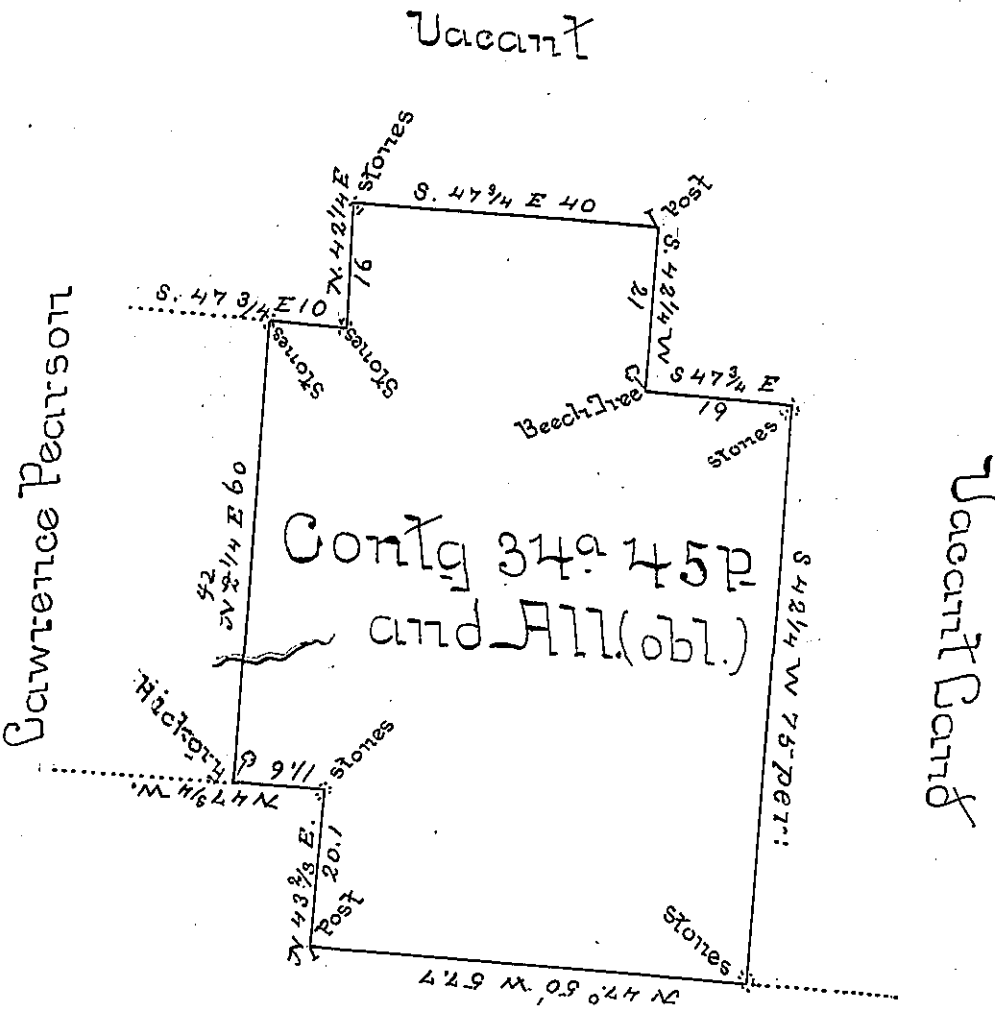 Vacant
Stones
N. 42 1/4 E
16
S. 47 3/4 E 40
Post
S. 42 1/4 W
21
S. 47 3/4 E 10
Stones
Stones
S 47 3/4 E
19
Beech Tree
Stones
Lawrence Pearson
Vacant Land
42
N 42 1/4 E 60
Contg 34a. 45p
and All.(obl.)
S 42 1/4 W 75 per:
Hickory
11.6
Stones
N 47 3/4 W.
N 43 2/3 E.
20.1
Post
Stones
N 47° 50' W 57.7